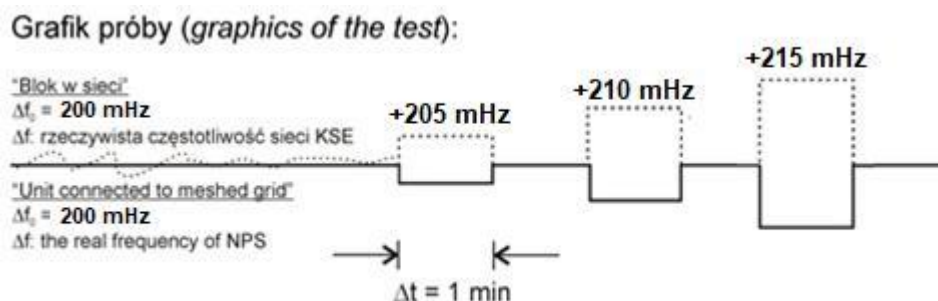 Grafik próby (graphics of the test):
"Blok w sieci"
Δf₀ = 200 mHz
Δf: rzeczywista częstotliwość sieci KSE
"Unit connected to meshed grid"
Δf₀ = 200 mHz
Δf: the real frequency of NPS
+205 mHz
+210 mHz
+215 mHz
Δt = 1 min